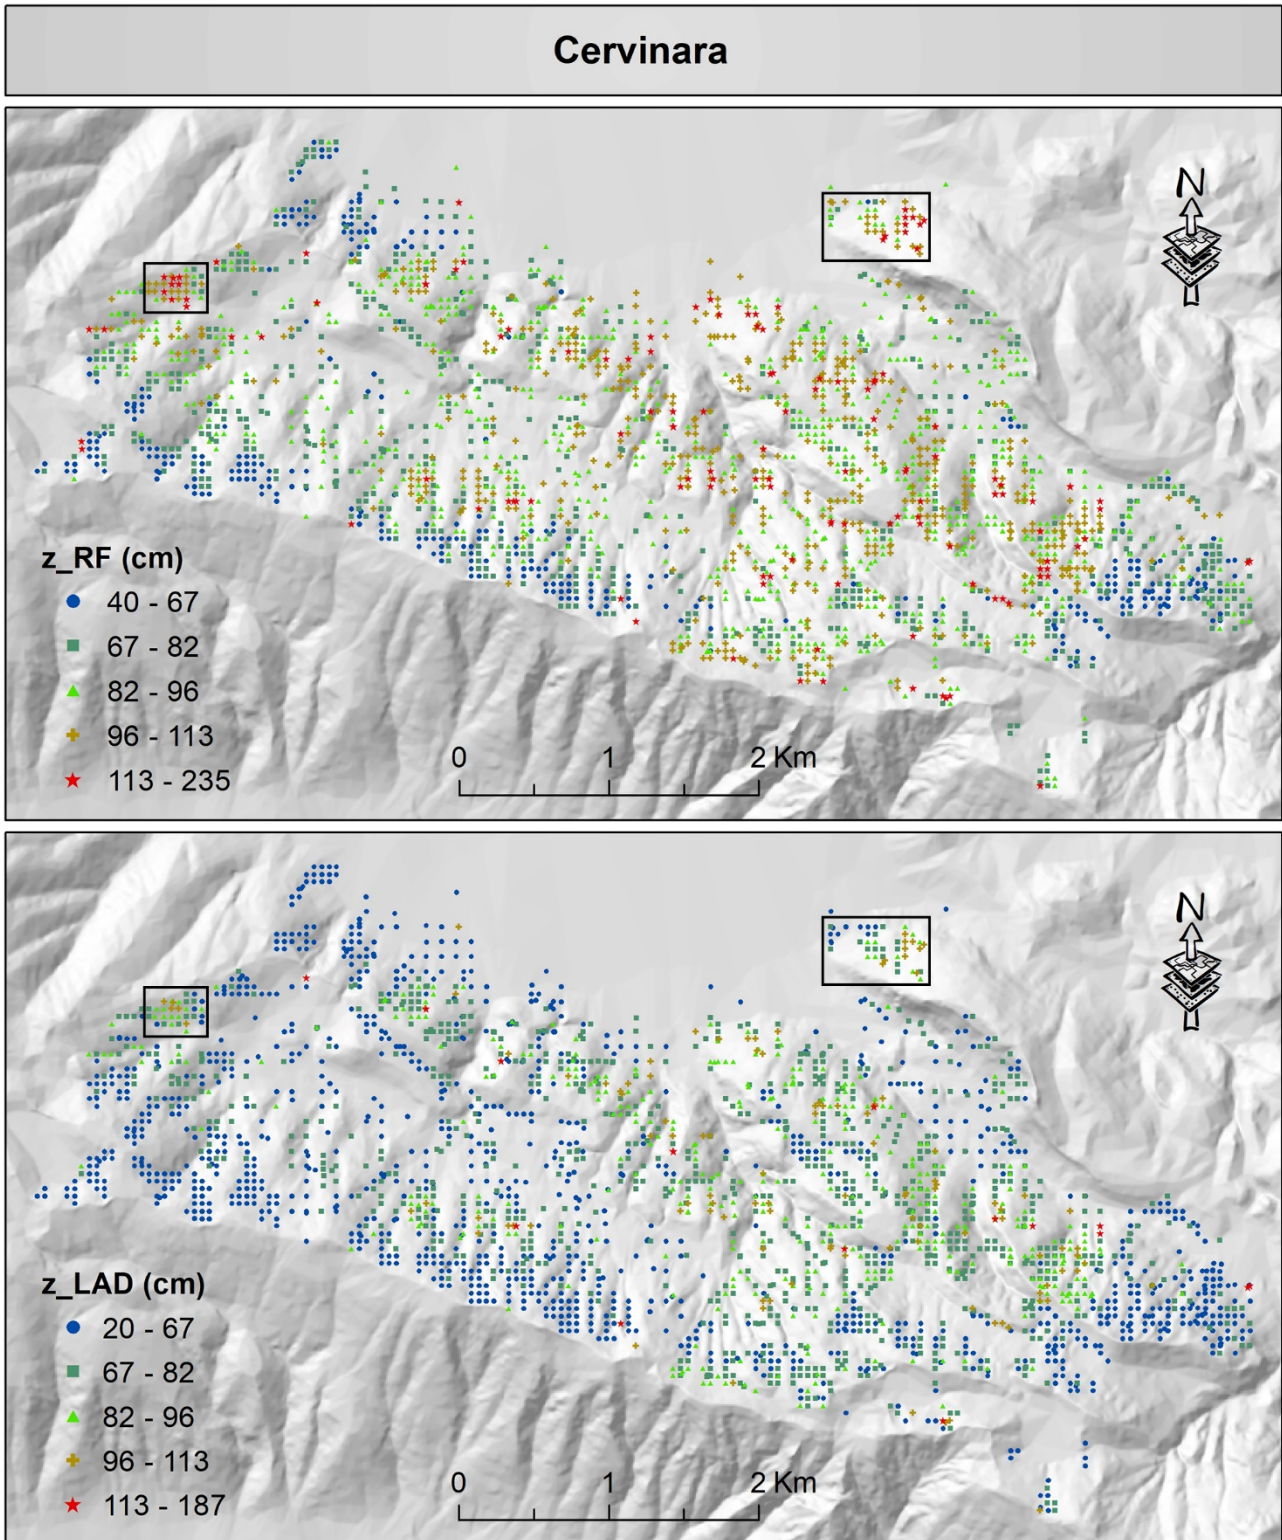 Cervinara
N
z_RF (cm)
40 - 67
67 - 82
82 - 96
96 - 113
113 - 235
0 1 2 Km
N
z_LAD (cm)
20 - 67
67 - 82
82 - 96
96 - 113
113 - 187
0 1 2 Km